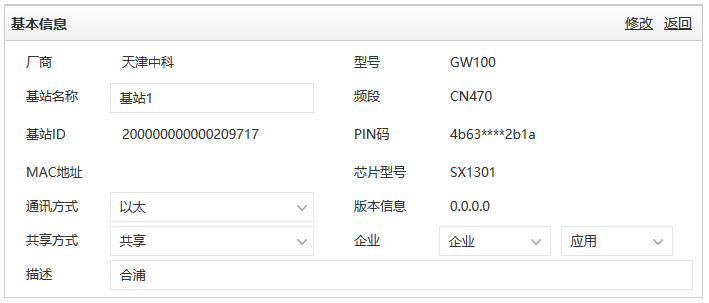 基本信息 修改 返回
厂商 天津中科 型号 GW100
基站名称 基站1 频段 CN470
基站ID 200000000000209717 PIN码 4b63****2b1a
MAC地址 芯片型号 SX1301
通讯方式 以太 版本信息 0.0.0.0
共享方式 共享 企业 企业 应用
描述 合浦